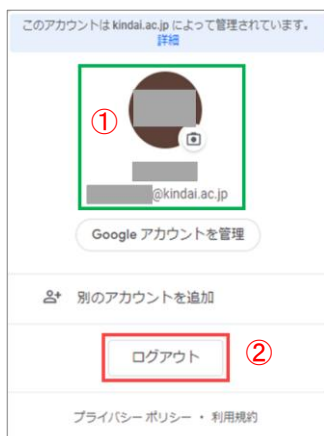 このアカウントは kindai.ac.jp によって管理されています。
詳細
①
@kindai.ac.jp
Google アカウントを管理
別のアカウントを追加
ログアウト
②
プライバシー ポリシー ・ 利用規約